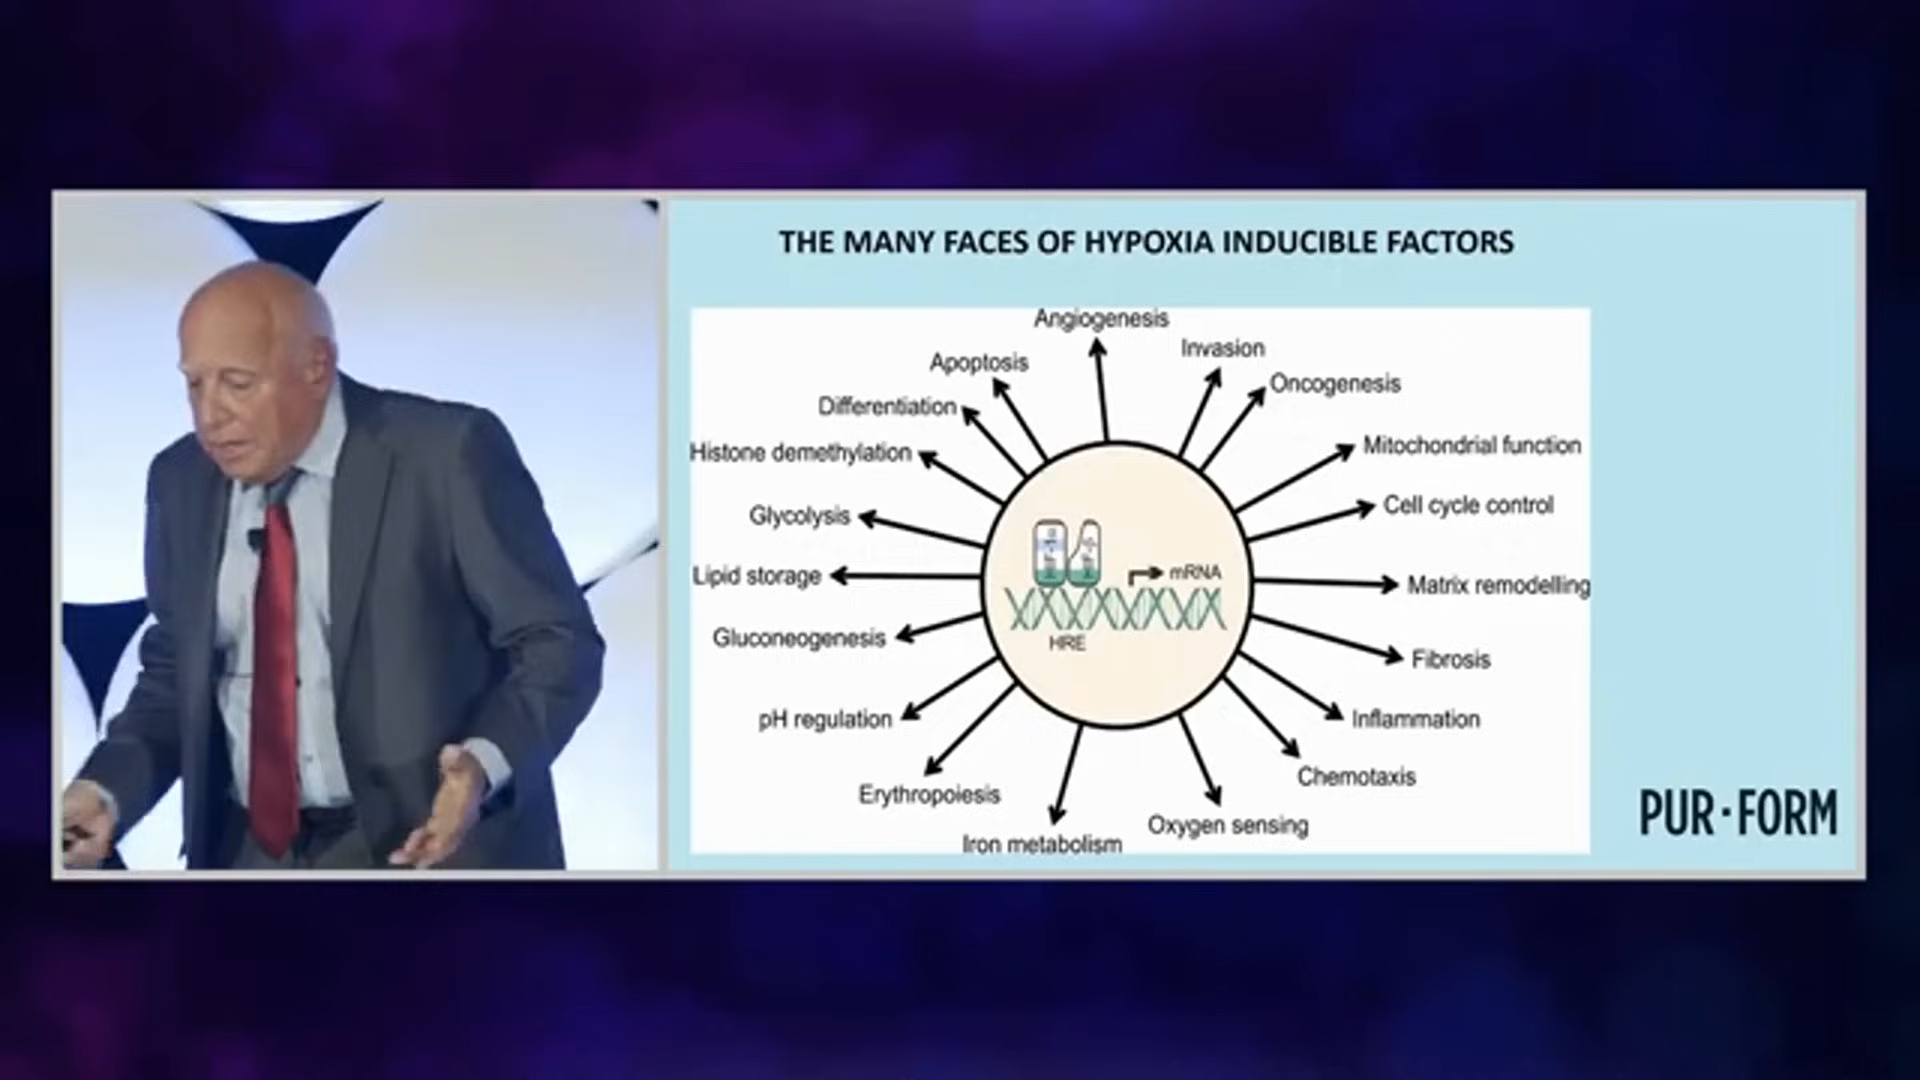 THE MANY FACES OF HYPOXIA INDUCIBLE FACTORS
Angiogenesis
Invasion
Apoptosis
Oncogenesis
Differentiation
Mitochondrial function
Histone demethylation
Cell cycle control
Glycolysis
Lipid storage
mRNA
Matrix remodelling
Gluconeogenesis
HRE
Fibrosis
pH regulation
Inflammation
Chemotaxis
Erythropoiesis
Oxygen sensing
Iron metabolism
PUR·FORM